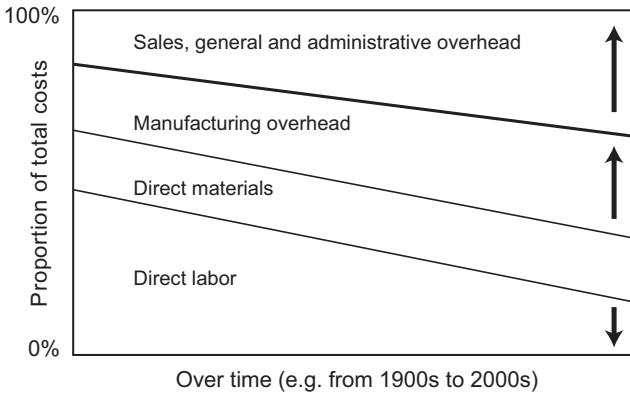 100%
Sales, general and administrative overhead
Manufacturing overhead
Direct materials
Direct labor
0%
Proportion of total costs
Over time (e.g. from 1900s to 2000s)